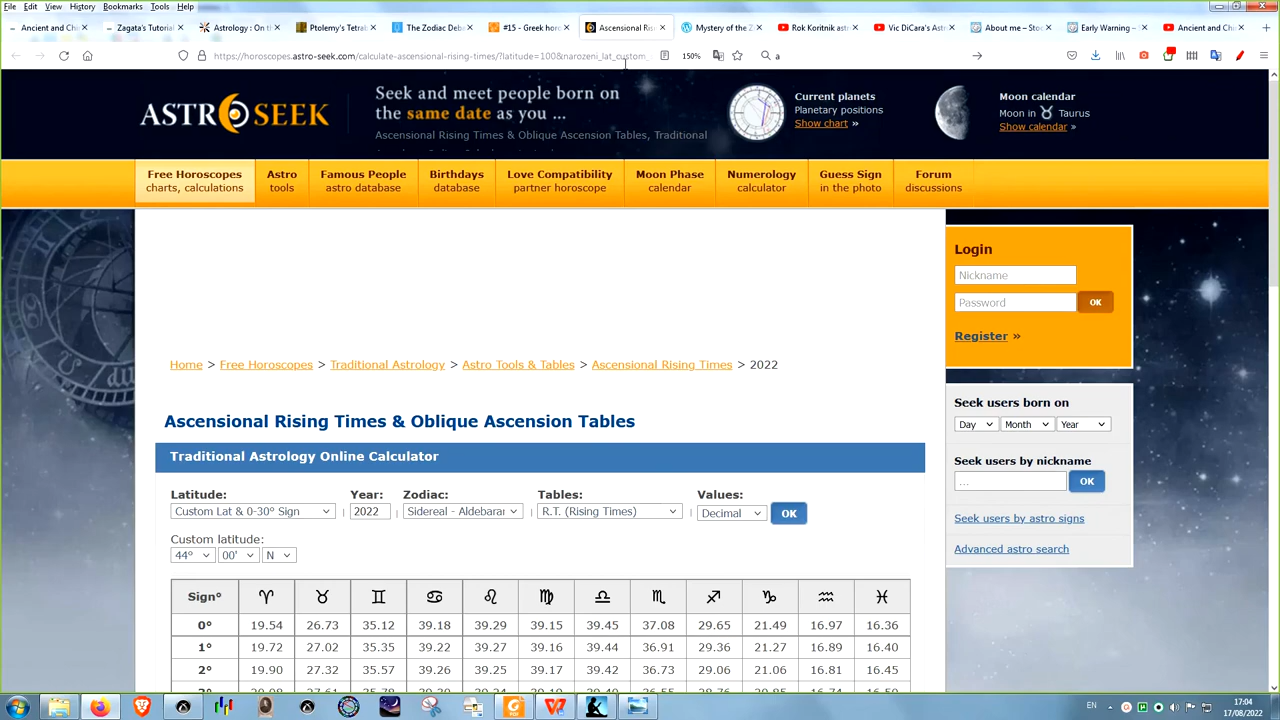 File Edit View History Bookmarks Tools Help
Ancient and Ch
Zagata's Tutori
Astrology : On t
Ptolemy's Tetral
The Zodiac Deb
#15 - Greek horo
Ascensional Ris
Mystery of the Z
Rok Koritnik ast
Vic DiCara's Ast
About me – Sto
Early Warning –
Ancient and Ch
https://horoscopes.astro-seek.com/calculate-ascensional-rising-times/?latitude=100&narozeni_lat_custom_
150%
a
ASTRO SEEK
Seek and meet people born on
the same date as you ...
Ascensional Rising Times & Oblique Ascension Tables, Traditional
Current planets
Planetary positions
Show chart »
Moon calendar
Moon in ♉ Taurus
Show calendar »
Free Horoscopes
charts, calculations
Astro
tools
Famous People
astro database
Birthdays
database
Love Compatibility
partner horoscope
Moon Phase
calendar
Numerology
calculator
Guess Sign
in the photo
Forum
discussions
Login
Nickname
Password OK
Register »
Home > Free Horoscopes > Traditional Astrology > Astro Tools & Tables > Ascensional Rising Times > 2022
Seek users born on
Day Month Year
Seek users by nickname
... OK
Seek users by astro signs
Advanced astro search
Ascensional Rising Times & Oblique Ascension Tables
Traditional Astrology Online Calculator
Latitude: Year: Zodiac: Tables: Values:
Custom Lat & 0-30° Sign | 2022 | Sidereal - Aldebaran | R.T. (Rising Times) | Decimal OK
Custom latitude:
44° 00' N
Sign° ♈ ♉ ♊ ♋ ♌ ♍ ♎ ♏ ♐ ♑ ♒ ♓
0° 19.54 26.73 35.12 39.18 39.29 39.15 39.45 37.08 29.65 21.49 16.97 16.36
1° 19.72 27.02 35.35 39.22 39.27 39.16 39.44 36.91 29.36 21.27 16.89 16.40
2° 19.90 27.32 35.57 39.26 39.25 39.17 39.42 36.73 29.06 21.06 16.81 16.45
EN
17:04
17/08/2022